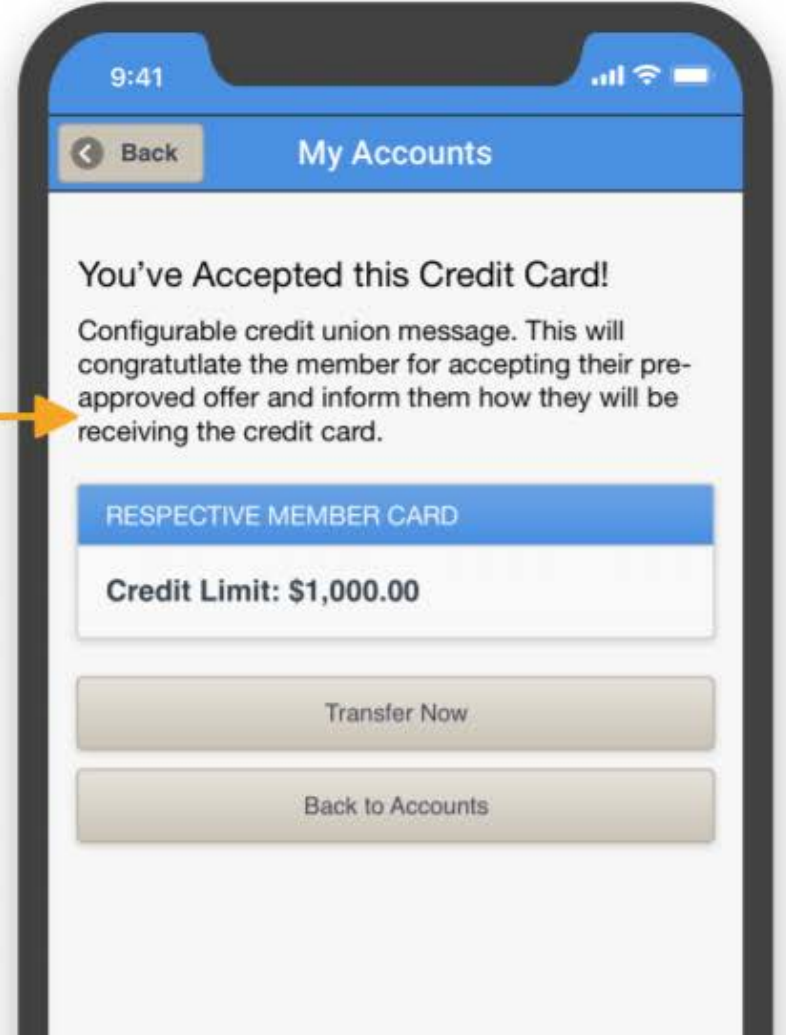 9:41
Back
My Accounts
You've Accepted this Credit Card!
Configurable credit union message. This will
congratutlate the member for accepting their pre-
approved offer and inform them how they will be
receiving the credit card.
RESPECTIVE MEMBER CARD
Credit Limit: $1,000.00
Transfer Now
Back to Accounts